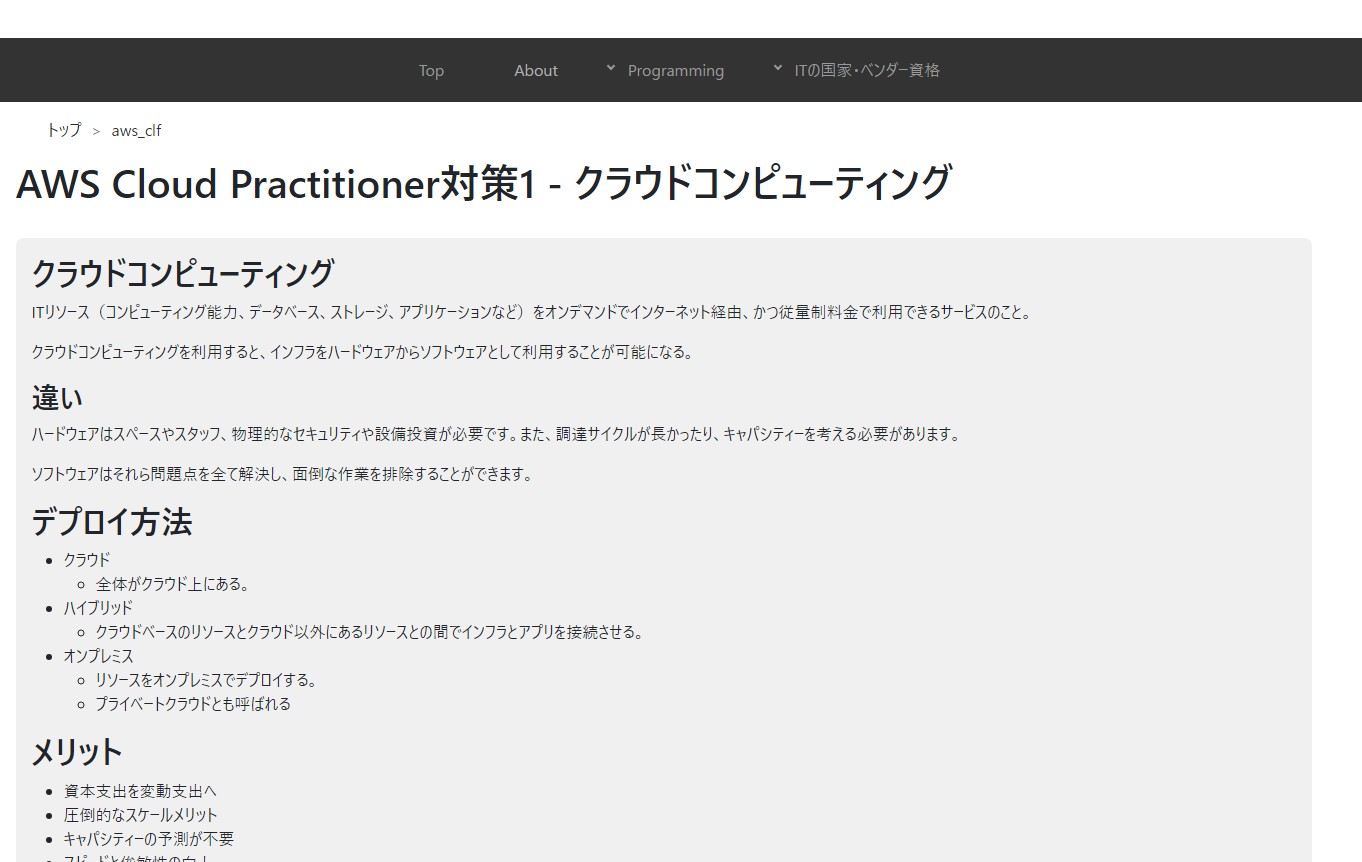 Top About Programming ITの国家・ベンダー資格
トップ > aws_clf
AWS Cloud Practitioner対策1 - クラウドコンピューティング
クラウドコンピューティング
ITリソース（コンピューティング能力、データベース、ストレージ、アプリケーションなど）をオンデマンドでインターネット経由、かつ従量制料金で利用できるサービスのこと。
クラウドコンピューティングを利用すると、インフラをハードウェアからソフトウェアとして利用することが可能になる。
違い
ハードウェアはスペースやスタッフ、物理的なセキュリティや設備投資が必要です。また、調達サイクルが長かったり、キャパシティーを考える必要があります。
ソフトウェアはそれら問題点を全て解決し、面倒な作業を排除することができます。
デプロイ方法
クラウド
全体がクラウド上にある。
ハイブリッド
クラウドベースのリソースとクラウド以外にあるリソースとの間でインフラとアプリを接続させる。
オンプレミス
リソースをオンプレミスでデプロイする。
プライベートクラウドとも呼ばれる
メリット
資本支出を変動支出へ
圧倒的なスケールメリット
キャパシティーの予測が不要